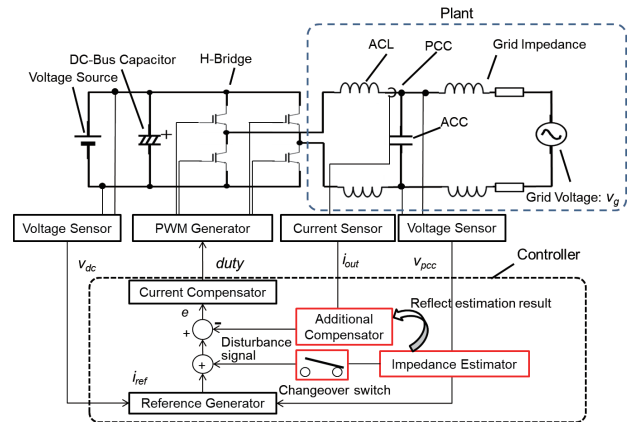 Plant
H-Bridge
ACL
PCC
Grid Impedance
DC-Bus Capacitor
Voltage Source
+
ACC
Grid Voltage: vg
Voltage Sensor
PWM Generator
Current Sensor
Voltage Sensor
vdc
duty
iout
vpcc
Controller
Current Compensator
e
-
+
Additional
Compensator
Reflect estimation result
Disturbance
signal
+
Impedance Estimator
iref
Changeover switch
Reference Generator